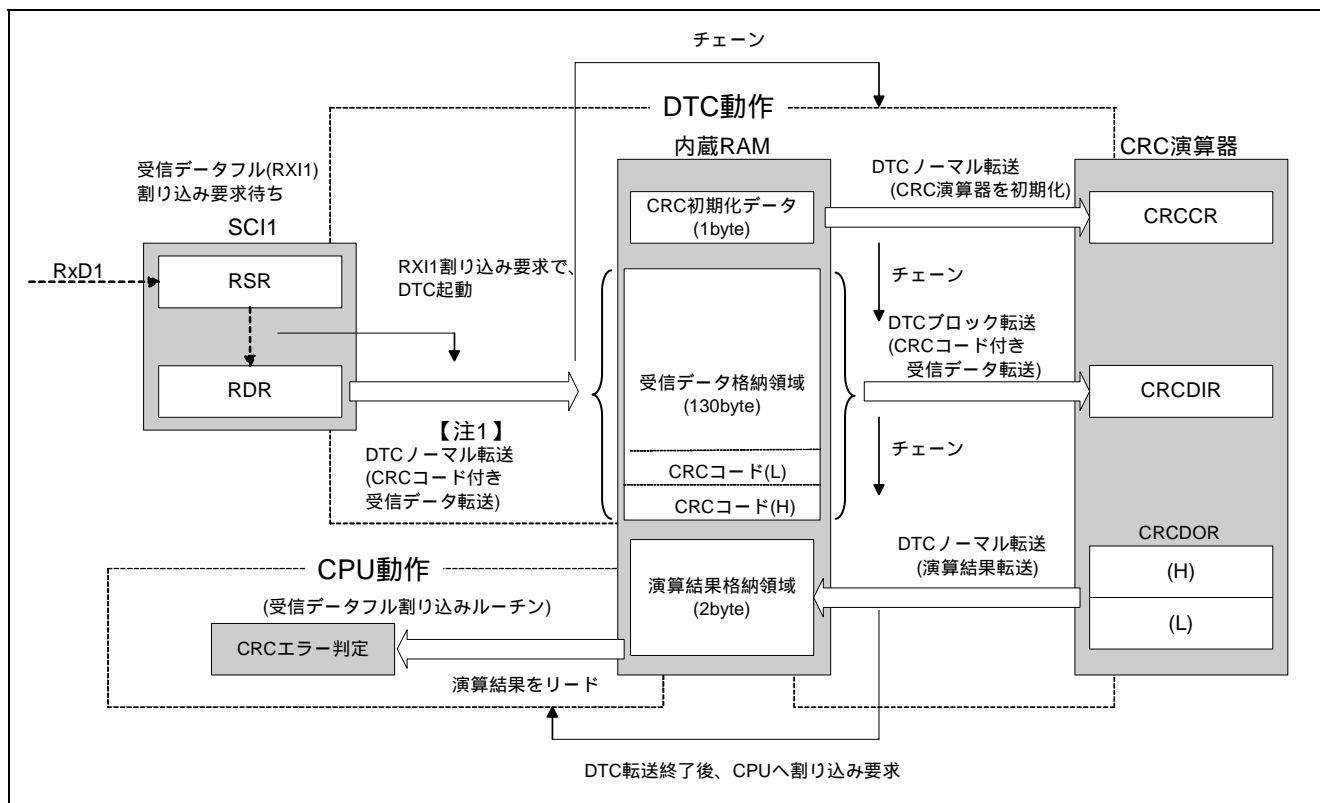 チェーン
DTC動作
内蔵RAM
CRC演算器
受信データフル(RXI1)
割り込み要求待ち
SCI1
RxD1
RSR
RDR
RXI1割り込み要求で、
DTC起動
【注1】
DTCノーマル転送
(CRCコード付き
受信データ転送)
CRC初期化データ
(1byte)
受信データ格納領域
(130byte)
CRCコード(L)
CRCコード(H)
演算結果格納領域
(2byte)
DTCノーマル転送
(CRC演算器を初期化)
チェーン
DTCブロック転送
(CRCコード付き
受信データ転送)
チェーン
DTCノーマル転送
(演算結果転送)
CRCCR
CRCDIR
CRCDOR
(H)
(L)
CPU動作
(受信データフル割り込みルーチン)
CRCエラー判定
演算結果をリード
DTC転送終了後、CPUへ割り込み要求